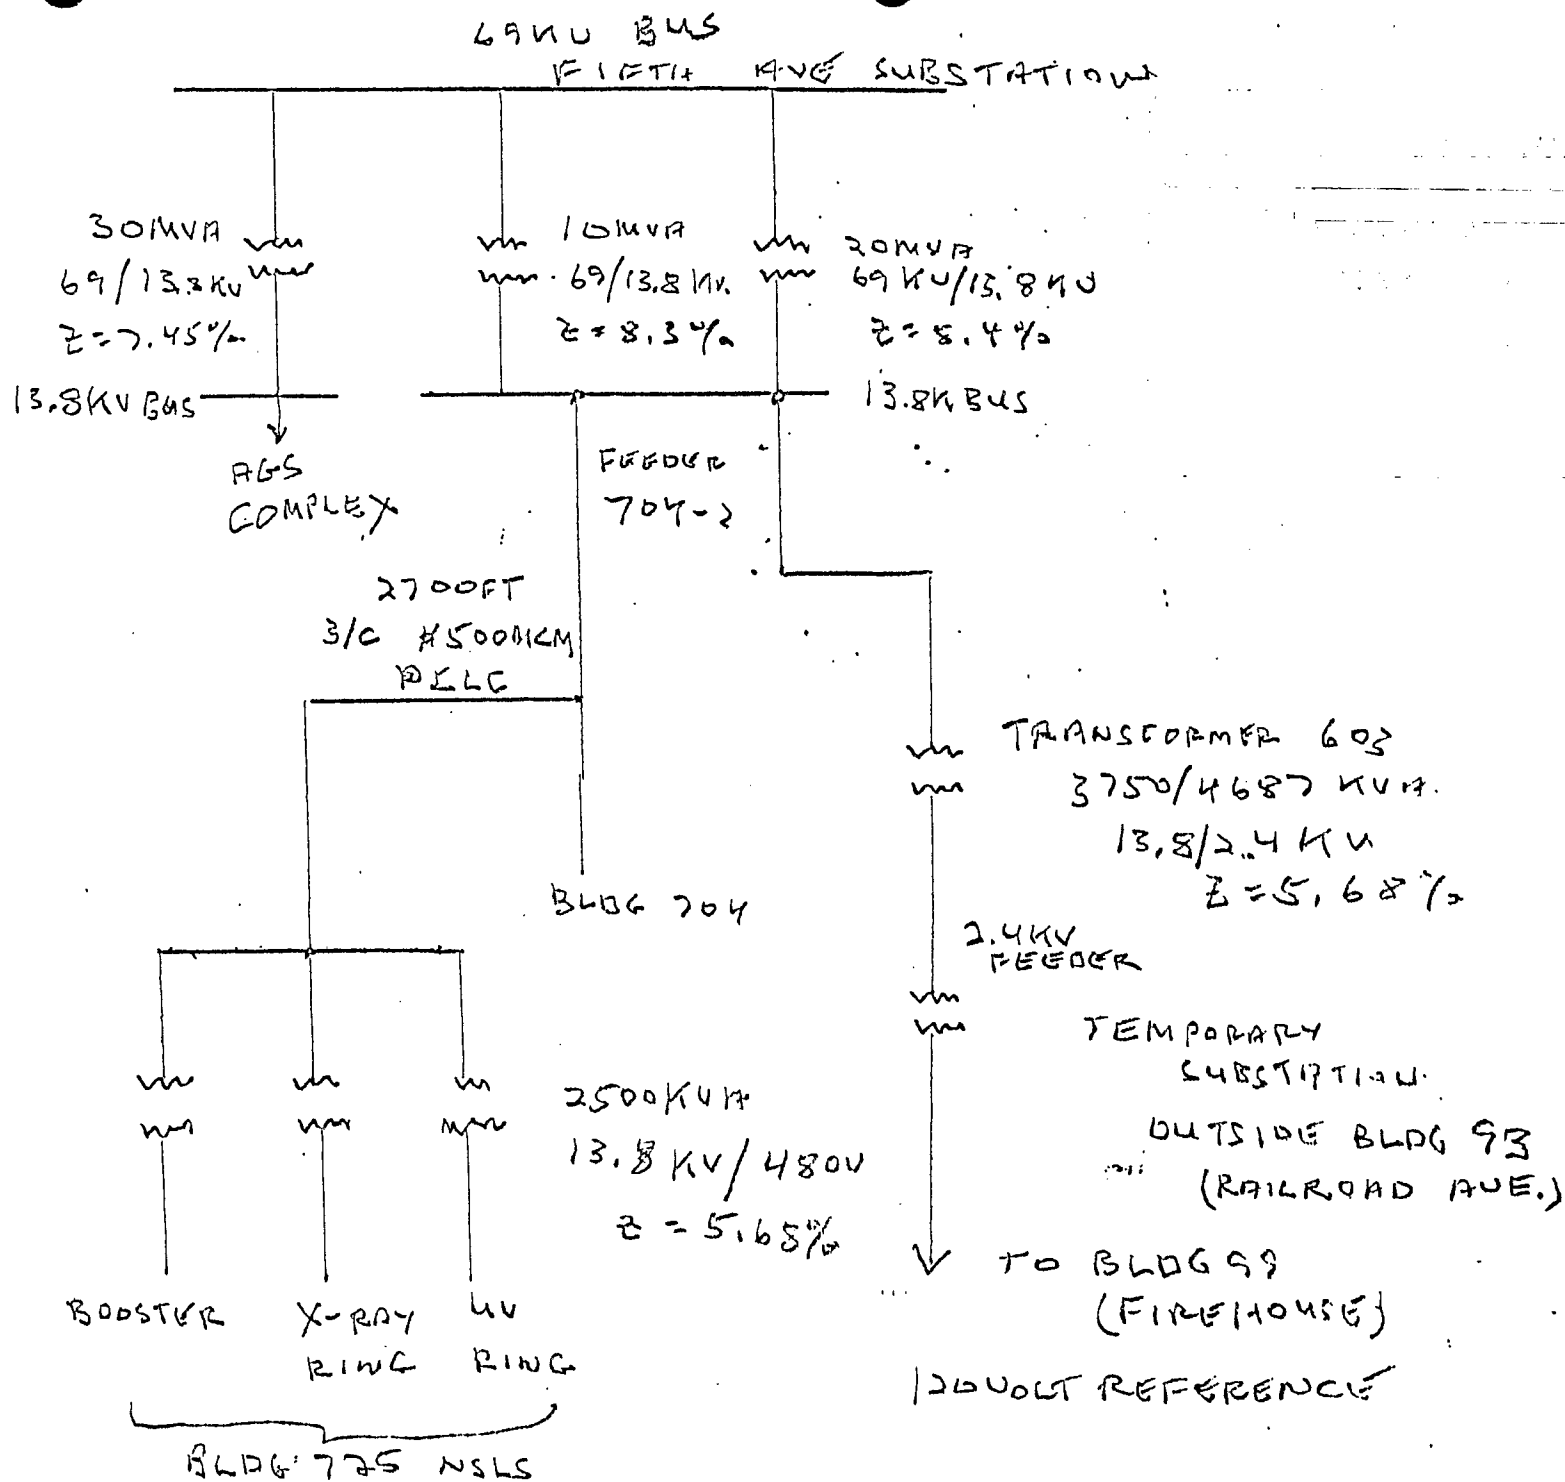 69KV BUS
FIFTH AVE SUBSTATION
30MVA
69/13.8KV
Z=7.45%
10MVA
69/13.8KV.
Z=8.3%
20MVA
69KV/13.8KV
Z=8.4%
13.8KV BUS
13.8K BUS
AGS
COMPLEX
FEEDER
704-2
2700FT
3/C #500MCM
PILC
TRANSFORMER 603
3750/4687 KVA.
13.8/2.4 KV
Z=5.68%
BLDG 704
2.4KV
FEEDER
TEMPORARY
SUBSTATION
OUTSIDE BLDG 93
(RAILROAD AVE.)
2500KVA
13.8KV/480V
Z=5.65%
TO BLDG 99
(FIREHOUSE)
120VOLT REFERENCE
BOOSTER
X-RAY
RING
UV
RING
BLDG 725 NSLS